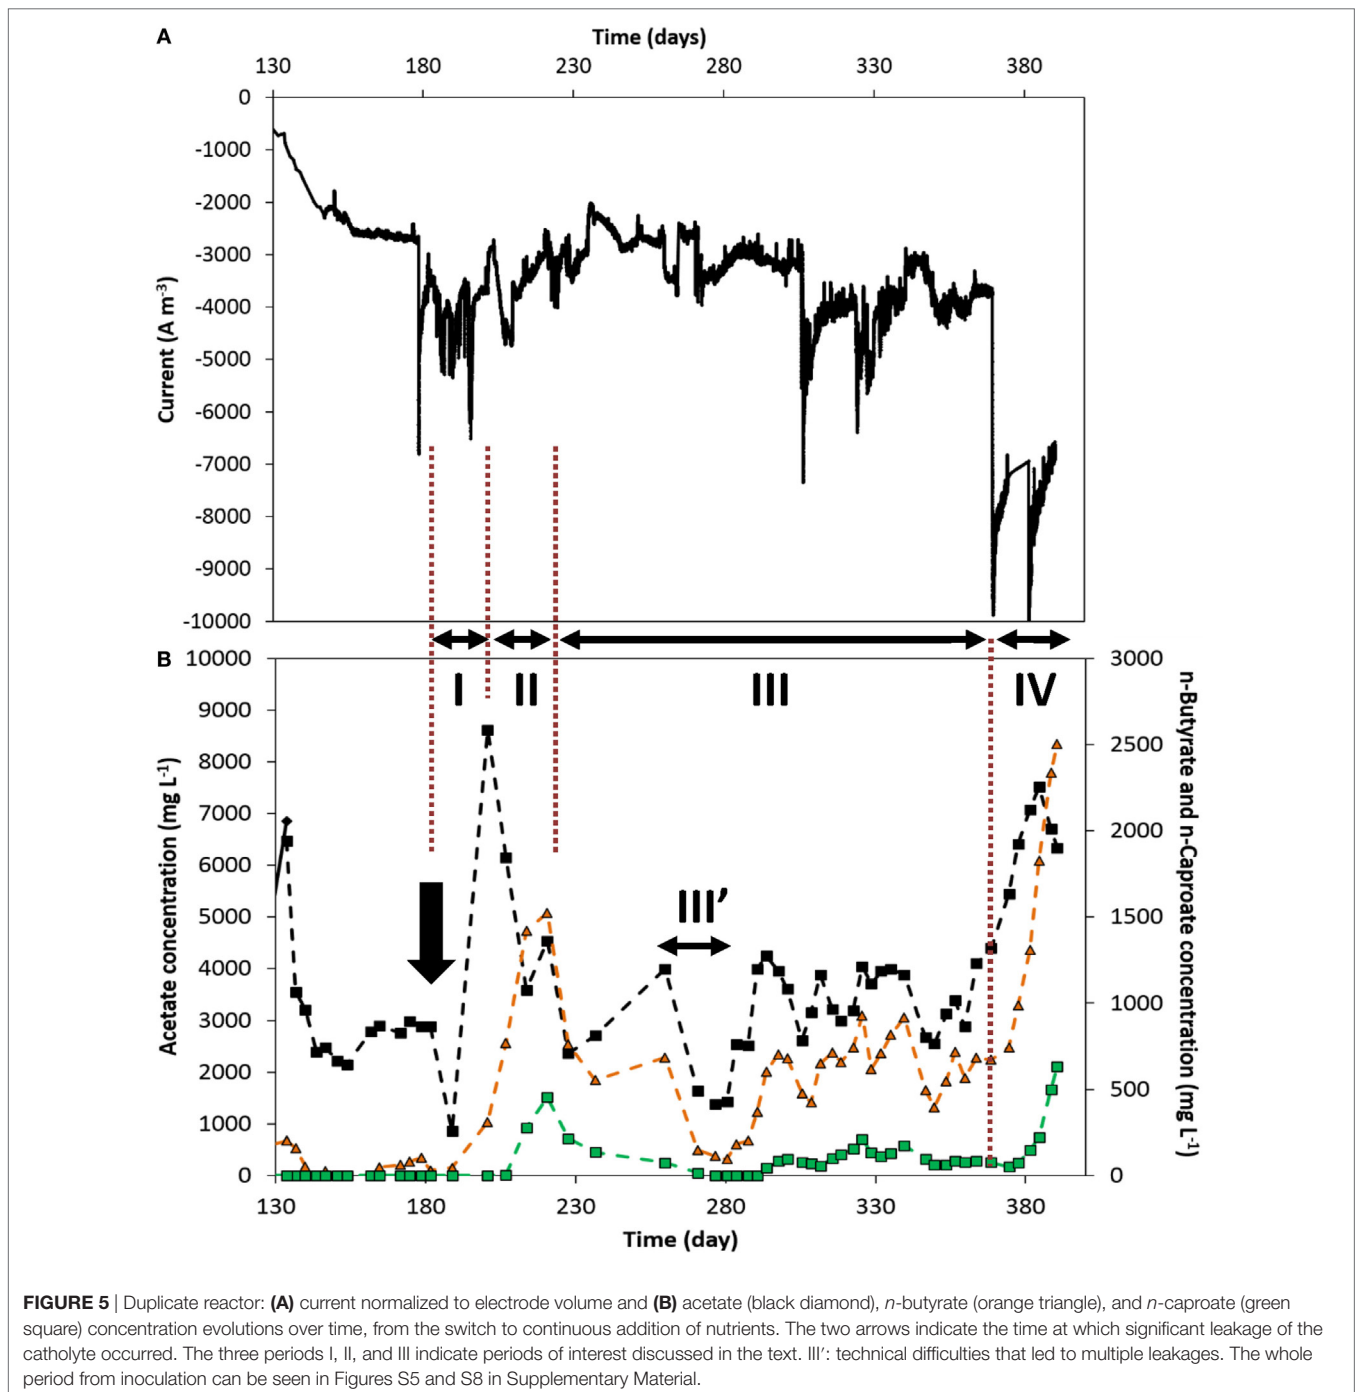 A
Time (days)
130 180 230 280 330 380
0
-1000
-2000
-3000
-4000
-5000
-6000
-7000
-8000
-9000
-10000
Current (A m-3)
B
10000
9000
8000
7000
6000
5000
4000
3000
2000
1000
0
Acetate concentration (mg L-1)
I II III IV
III′
3000
2500
2000
1500
1000
500
0
n-Butyrate and n-Caproate concentration (mg L-1)
130 180 230 280 330 380
Time (day)
FIGURE 5 | Duplicate reactor: (A) current normalized to electrode volume and (B) acetate (black diamond), n-butyrate (orange triangle), and n-caproate (green
square) concentration evolutions over time, from the switch to continuous addition of nutrients. The two arrows indicate the time at which significant leakage of the
catholyte occurred. The three periods I, II, and III indicate periods of interest discussed in the text. III′: technical difficulties that led to multiple leakages. The whole
period from inoculation can be seen in Figures S5 and S8 in Supplementary Material.